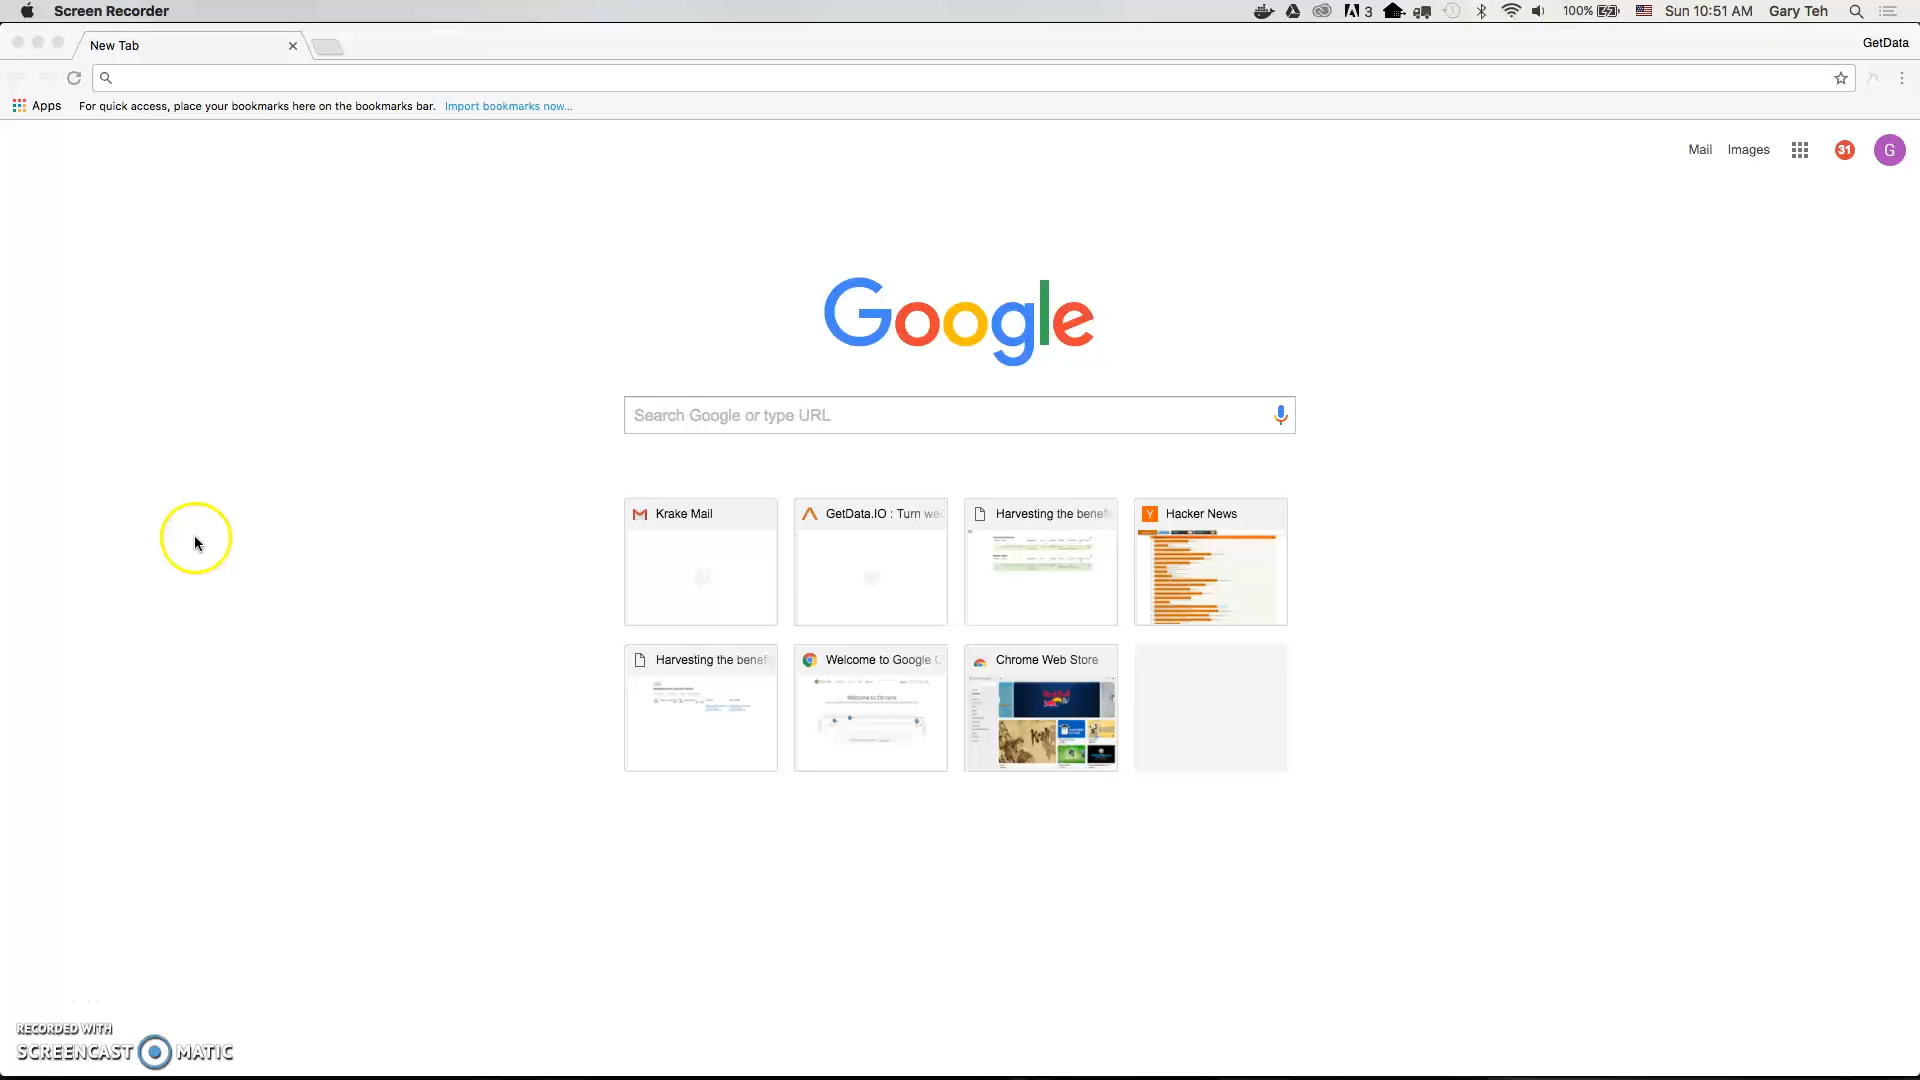 Screen Recorder
3
100%
Sun 10:51 AM
Gary Teh
New Tab
GetData
Apps
For quick access, place your bookmarks here on the bookmarks bar.
Import bookmarks now...
Mail
Images
31
G
Google
Search Google or type URL
Krake Mail
GetData.IO : Turn we
Harvesting the benef
Y
Hacker News
Harvesting the benef
Welcome to Google
Chrome Web Store
Welcome to Chrome
RECORDED WITH
SCREENCAST MATIC